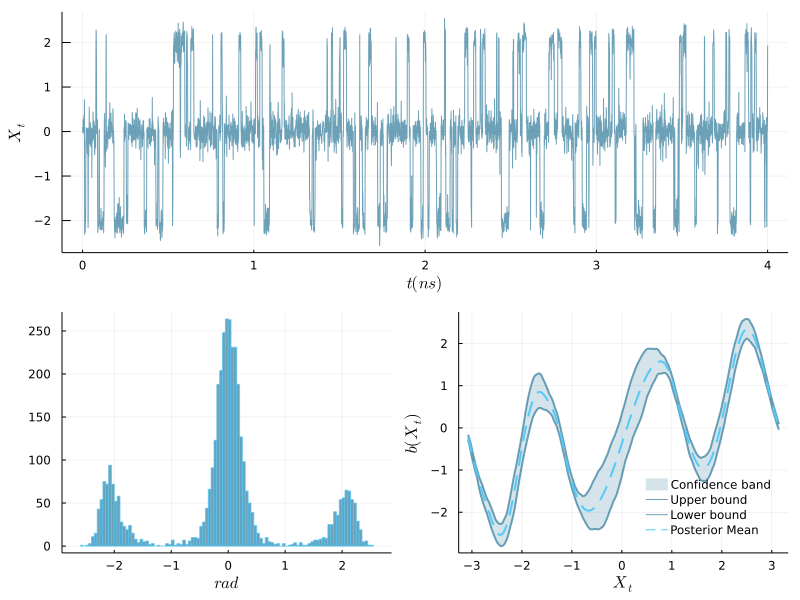 2
1
0
−1
−2
X_t
0 1 2 3 4
t(ns)
250
200
150
100
50
0
−2 −1 0 1 2
rad
2
1
0
−1
−2
b(X_t)
Confidence band
Upper bound
Lower bound
Posterior Mean
−3 −2 −1 0 1 2 3
X_t